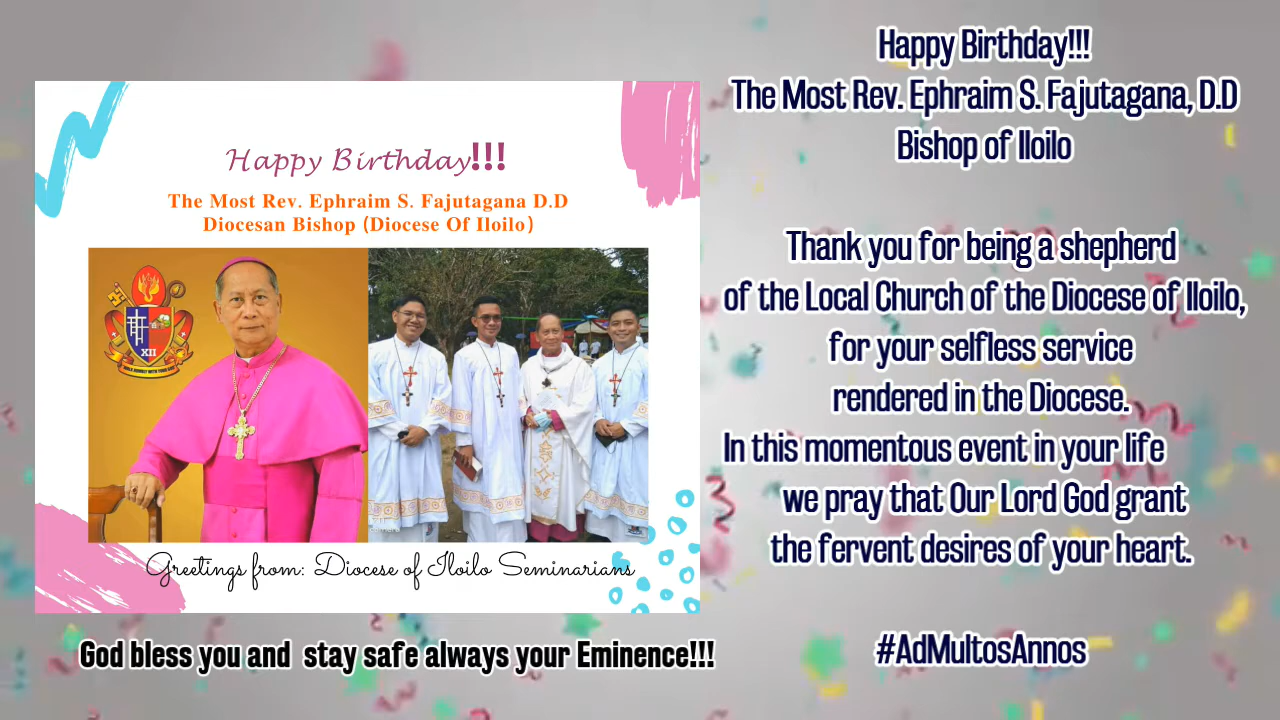 Happy Birthday!!!
The Most Rev. Ephraim S. Fajutagana D.D
Diocesan Bishop (Diocese Of Iloilo)
XII
Greetings from: Diocese of Iloilo Seminarians
God bless you and  stay safe always your Eminence!!!
Happy Birthday!!!
The Most Rev. Ephraim S. Fajutagana, D.D
Bishop of Iloilo
Thank you for being a shepherd
of the Local Church of the Diocese of Iloilo,
for your selfless service
rendered in the Diocese.
In this momentous event in your life
we pray that Our Lord God grant
the fervent desires of your heart.
#AdMultosAnnos